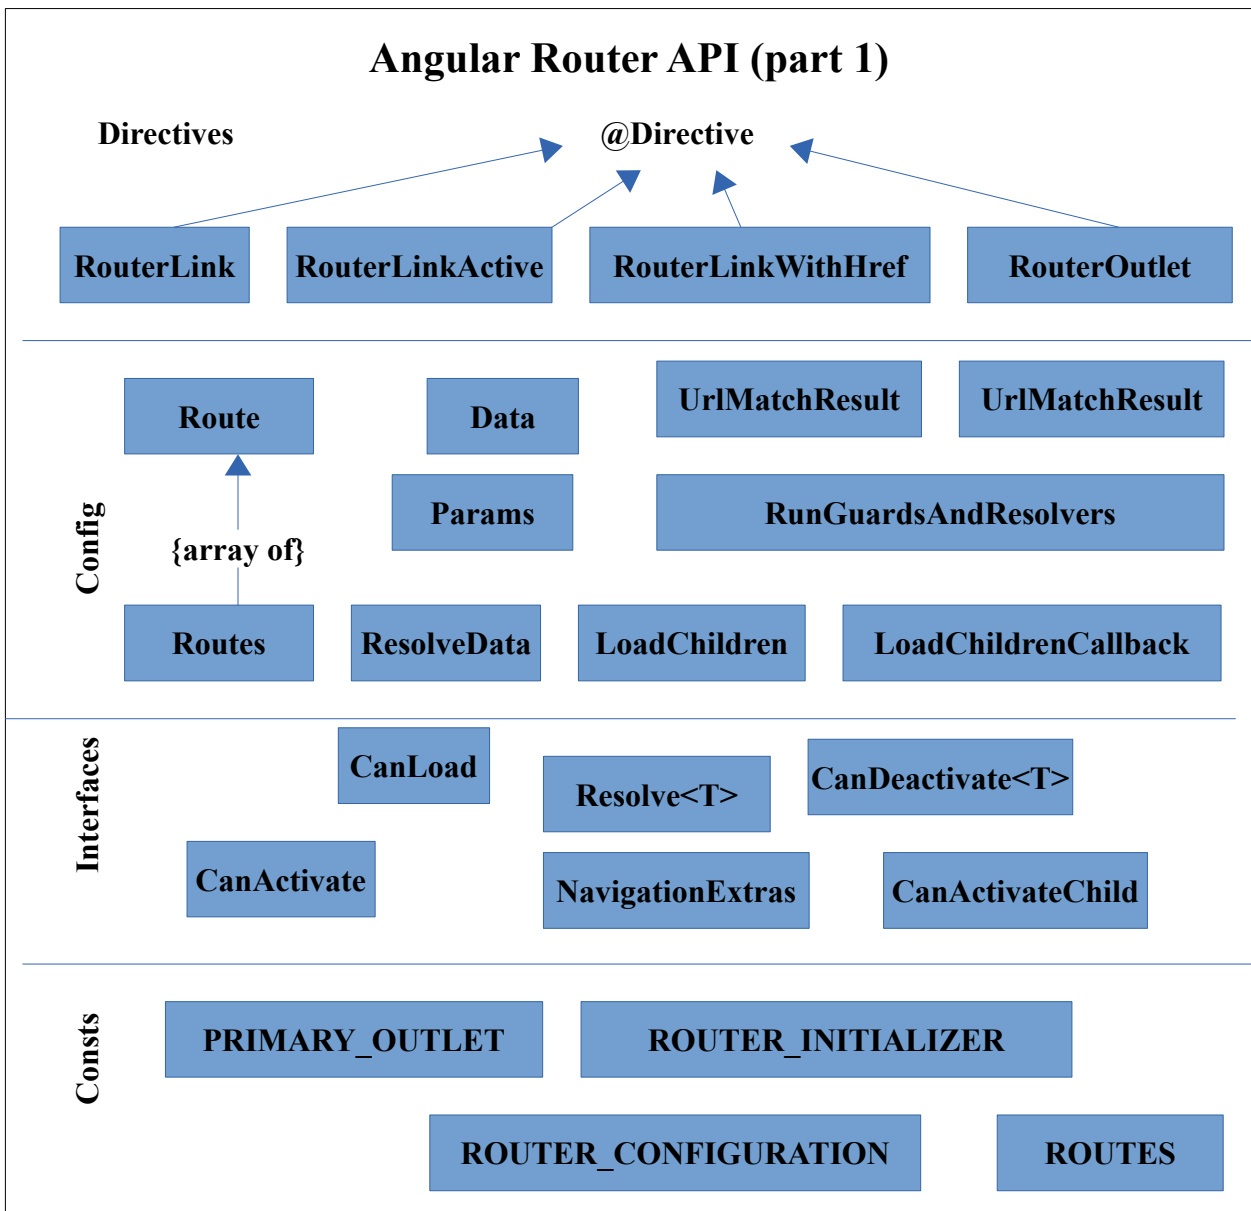 Angular Router API (part 1)
Directives
@Directive
RouterLink
RouterLinkActive
RouterLinkWithHref
RouterOutlet
Config
Route
Data
UrlMatchResult
UrlMatchResult
Params
RunGuardsAndResolvers
{array of}
Routes
ResolveData
LoadChildren
LoadChildrenCallback
Interfaces
CanLoad
Resolve<T>
CanDeactivate<T>
CanActivate
NavigationExtras
CanActivateChild
Consts
PRIMARY_OUTLET
ROUTER_INITIALIZER
ROUTER_CONFIGURATION
ROUTES